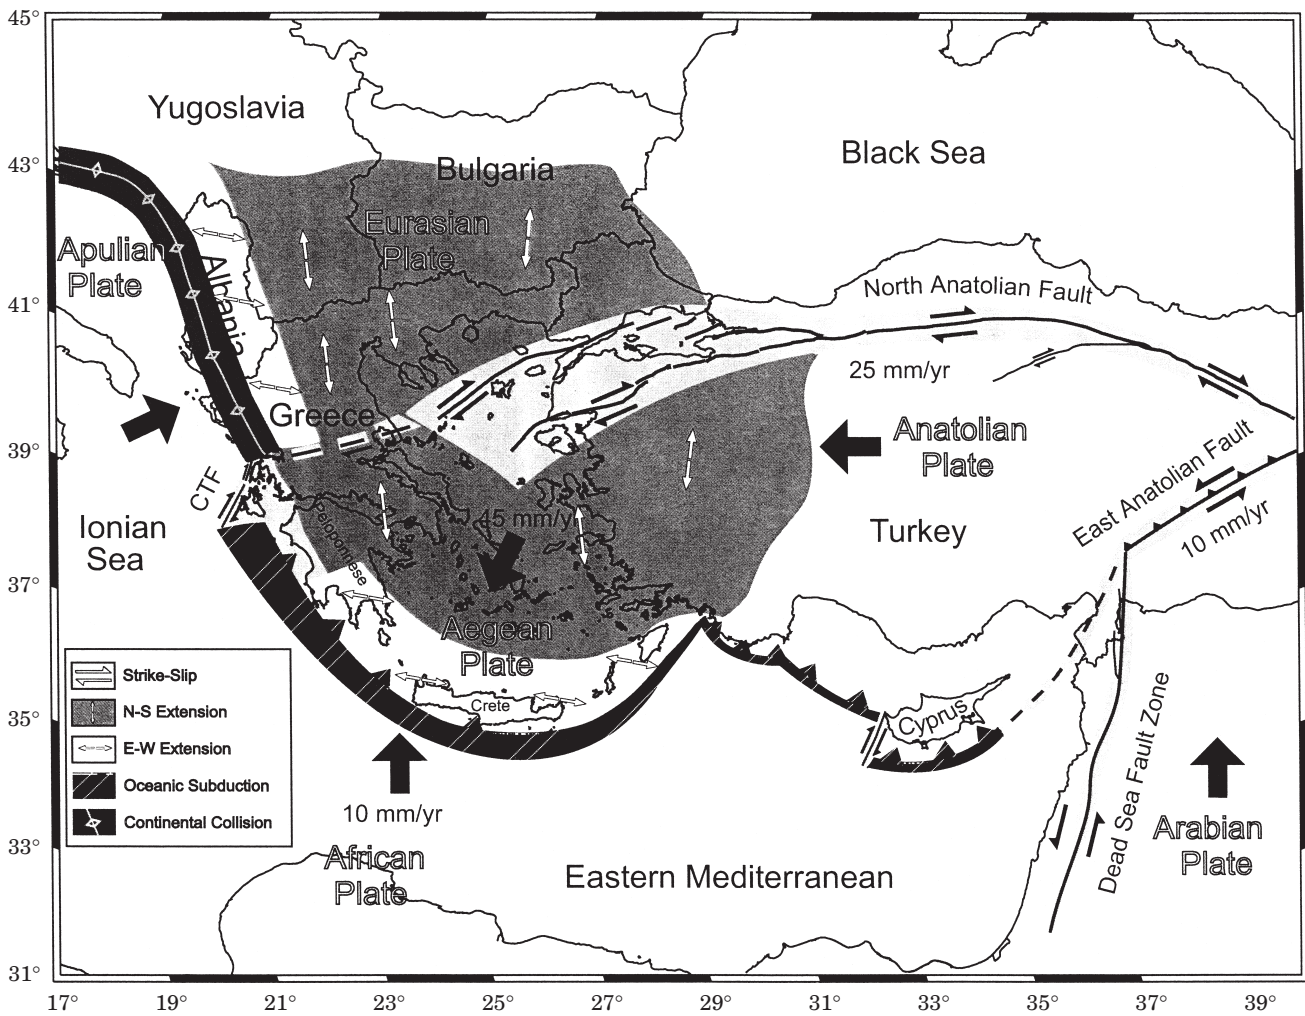 45°
Yugoslavia
Black Sea
43°
Bulgaria
Eurasian
Plate
Apulian
Plate
Albania
41°
North Anatolian Fault
25 mm/yr
Greece
Anatolian
Plate
39°
East Anatolian Fault
10 mm/yr
CTF
Ionian
Sea
Peloponnese
45 mm/yr
Turkey
37°
Aegean
Plate
Crete
Cyprus
35°
Strike-Slip
N-S Extension
E-W Extension
Oceanic Subduction
Continental Collision
10 mm/yr
African
Plate
Dead Sea Fault Zone
Arabian
Plate
33°
Eastern Mediterranean
31°
17° 19° 21° 23° 25° 27° 29° 31° 33° 35° 37° 39°